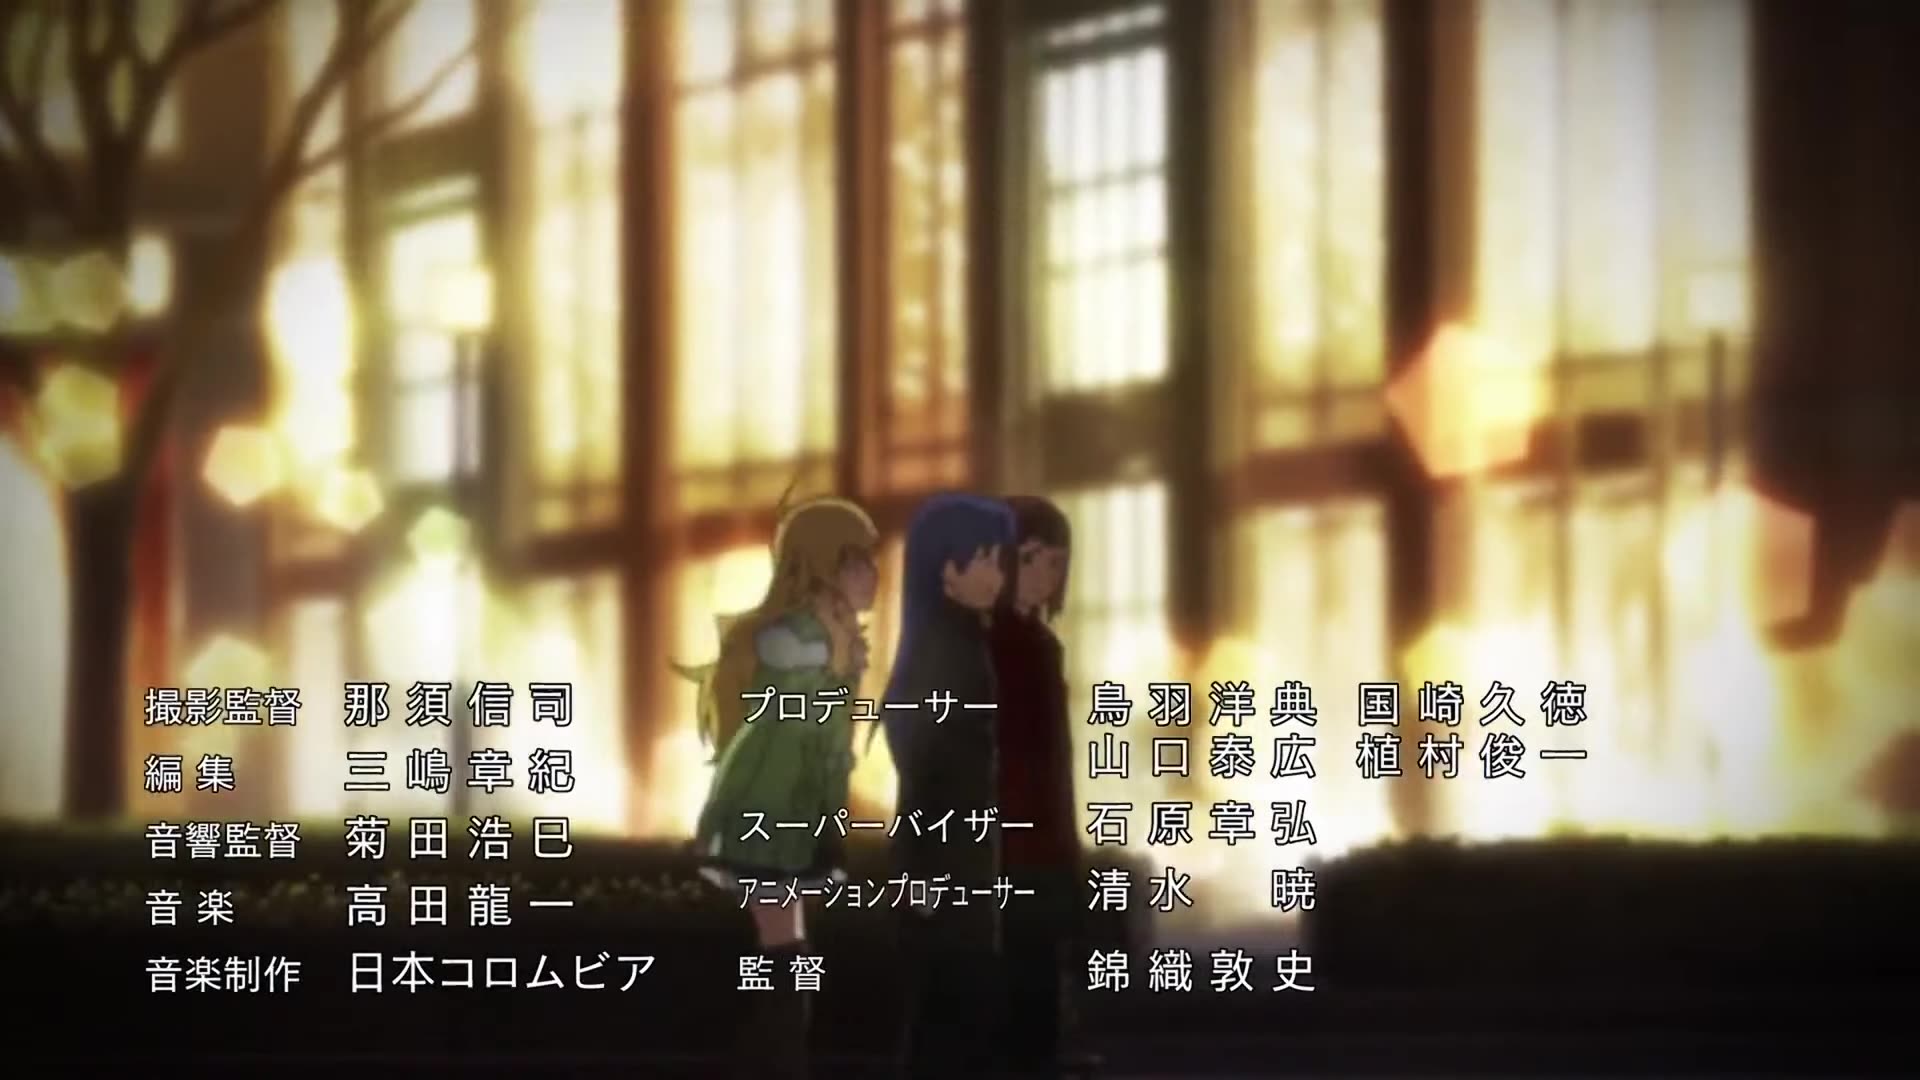 撮影監督 那須信司
編集 三嶋章紀
音響監督 菊田浩巳
音楽 高田龍一
音楽制作 日本コロムビア
プロデューサー 鳥羽洋典 国崎久徳
山口泰広 植村俊一
スーパーバイザー 石原章弘
アニメーションプロデューサー 清水 暁
監督 錦織敦史